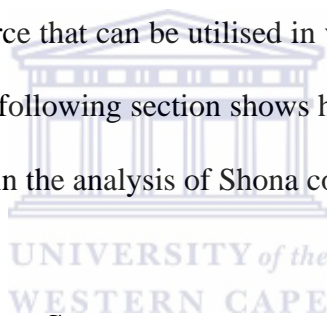 rce that can be utilised in
following section shows h
in the analysis of Shona co
UNIVERSITY of the
WESTERN CAPE